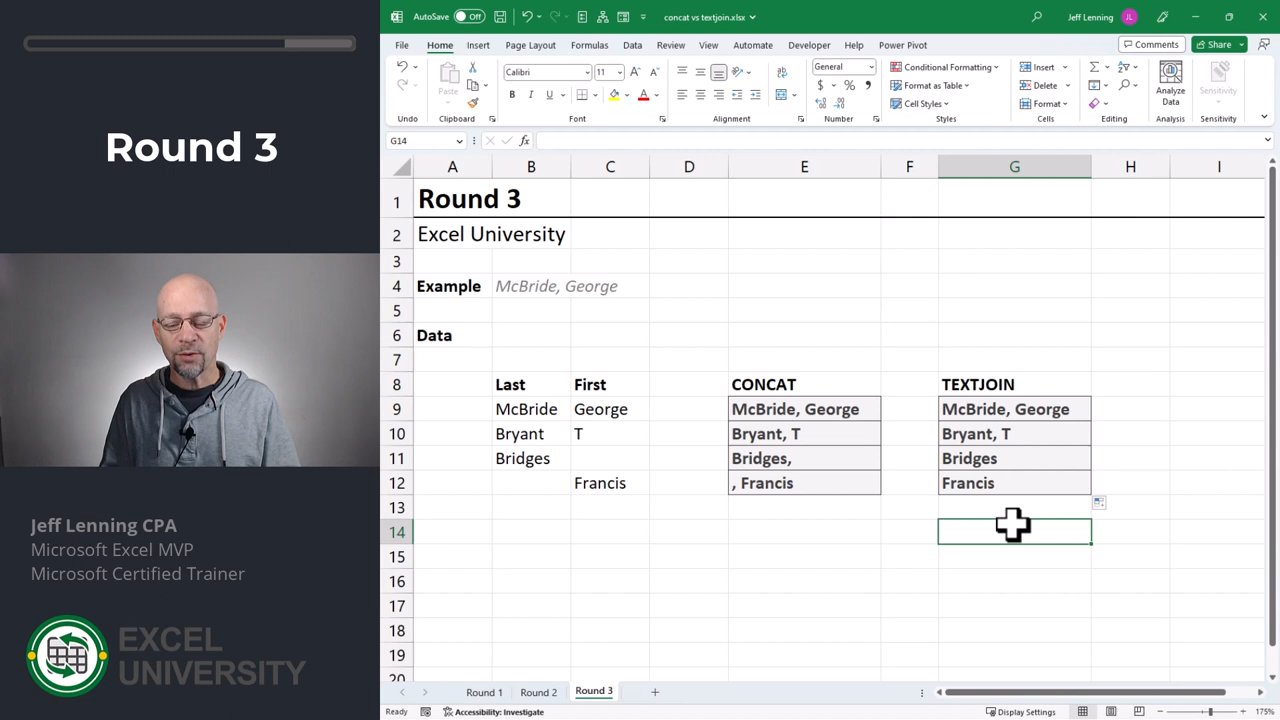 Round 3
Jeff Lenning CPA
Microsoft Excel MVP
Microsoft Certified Trainer
EXCEL
UNIVERSITY
AutoSave Off concat vs textjoin.xlsx Jeff Lenning JL
File Home Insert Page Layout Formulas Data Review View Automate Developer Help Power Pivot Comments Share
Calibri 11 General Conditional Formatting Insert
Paste B I U A $ % Format as Table Delete Analyze Data Sensitivity
Cell Styles Format
Undo Clipboard Font Alignment Number Styles Cells Editing Analysis Sensitivity
G14 fx
A B C D E F G H I
1 Round 3
2 Excel University
3
4 Example McBride, George
5
6 Data
7
8 Last First CONCAT TEXTJOIN
9 McBride George McBride, George McBride, George
10 Bryant T Bryant, T Bryant, T
11 Bridges Bridges, Bridges
12 Francis , Francis Francis
13
14
15
16
17
18
19
20
Round 1 Round 2 Round 3
Ready Accessibility: Investigate Display Settings 175%